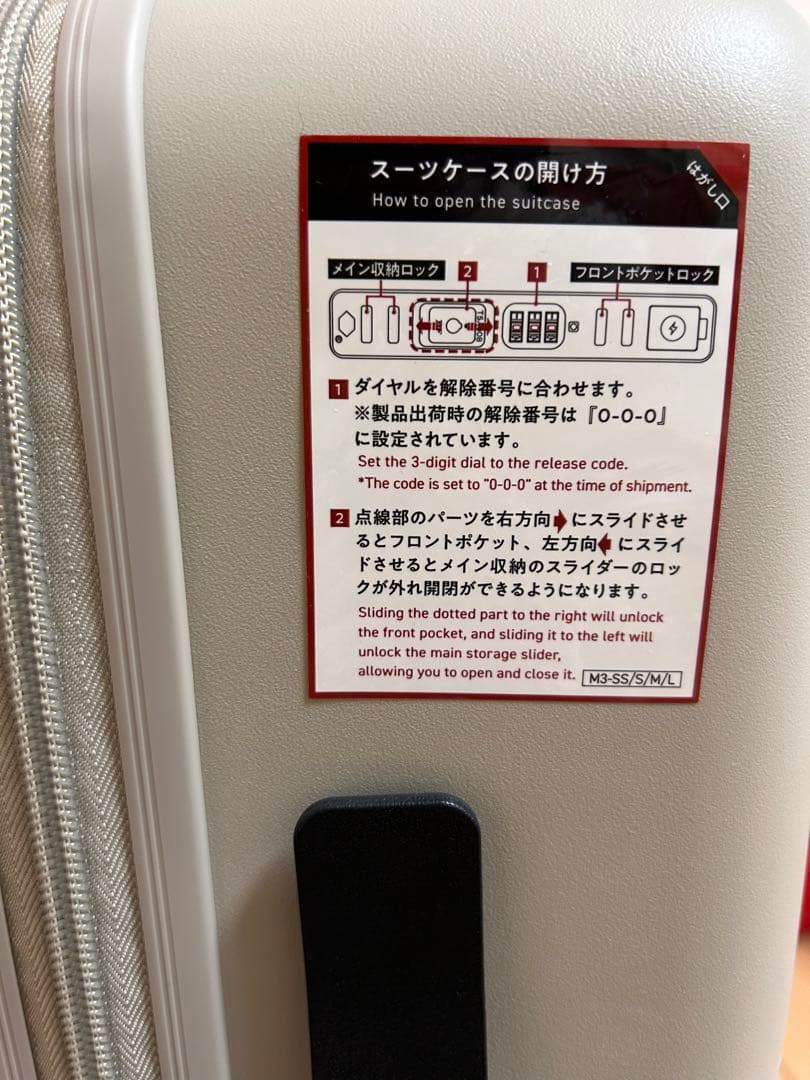 スーツケースの開け方
How to open the suitcase
はがし口
メイン収納ロック
2
1
フロントポケットロック
1 ダイヤルを解除番号に合わせます。
※製品出荷時の解除番号は『0-0-0』
に設定されています。
Set the 3-digit dial to the release code.
*The code is set to "0-0-0" at the time of shipment.
2 点線部のパーツを右方向にスライドさせ
るとフロントポケット、左方向にスライ
ドさせるとメイン収納のスライダーのロッ
クが外れ開閉ができるようになります。
Sliding the dotted part to the right will unlock
the front pocket, and sliding it to the left will
unlock the main storage slider,
allowing you to open and close it.
M3-SS/S/M/L